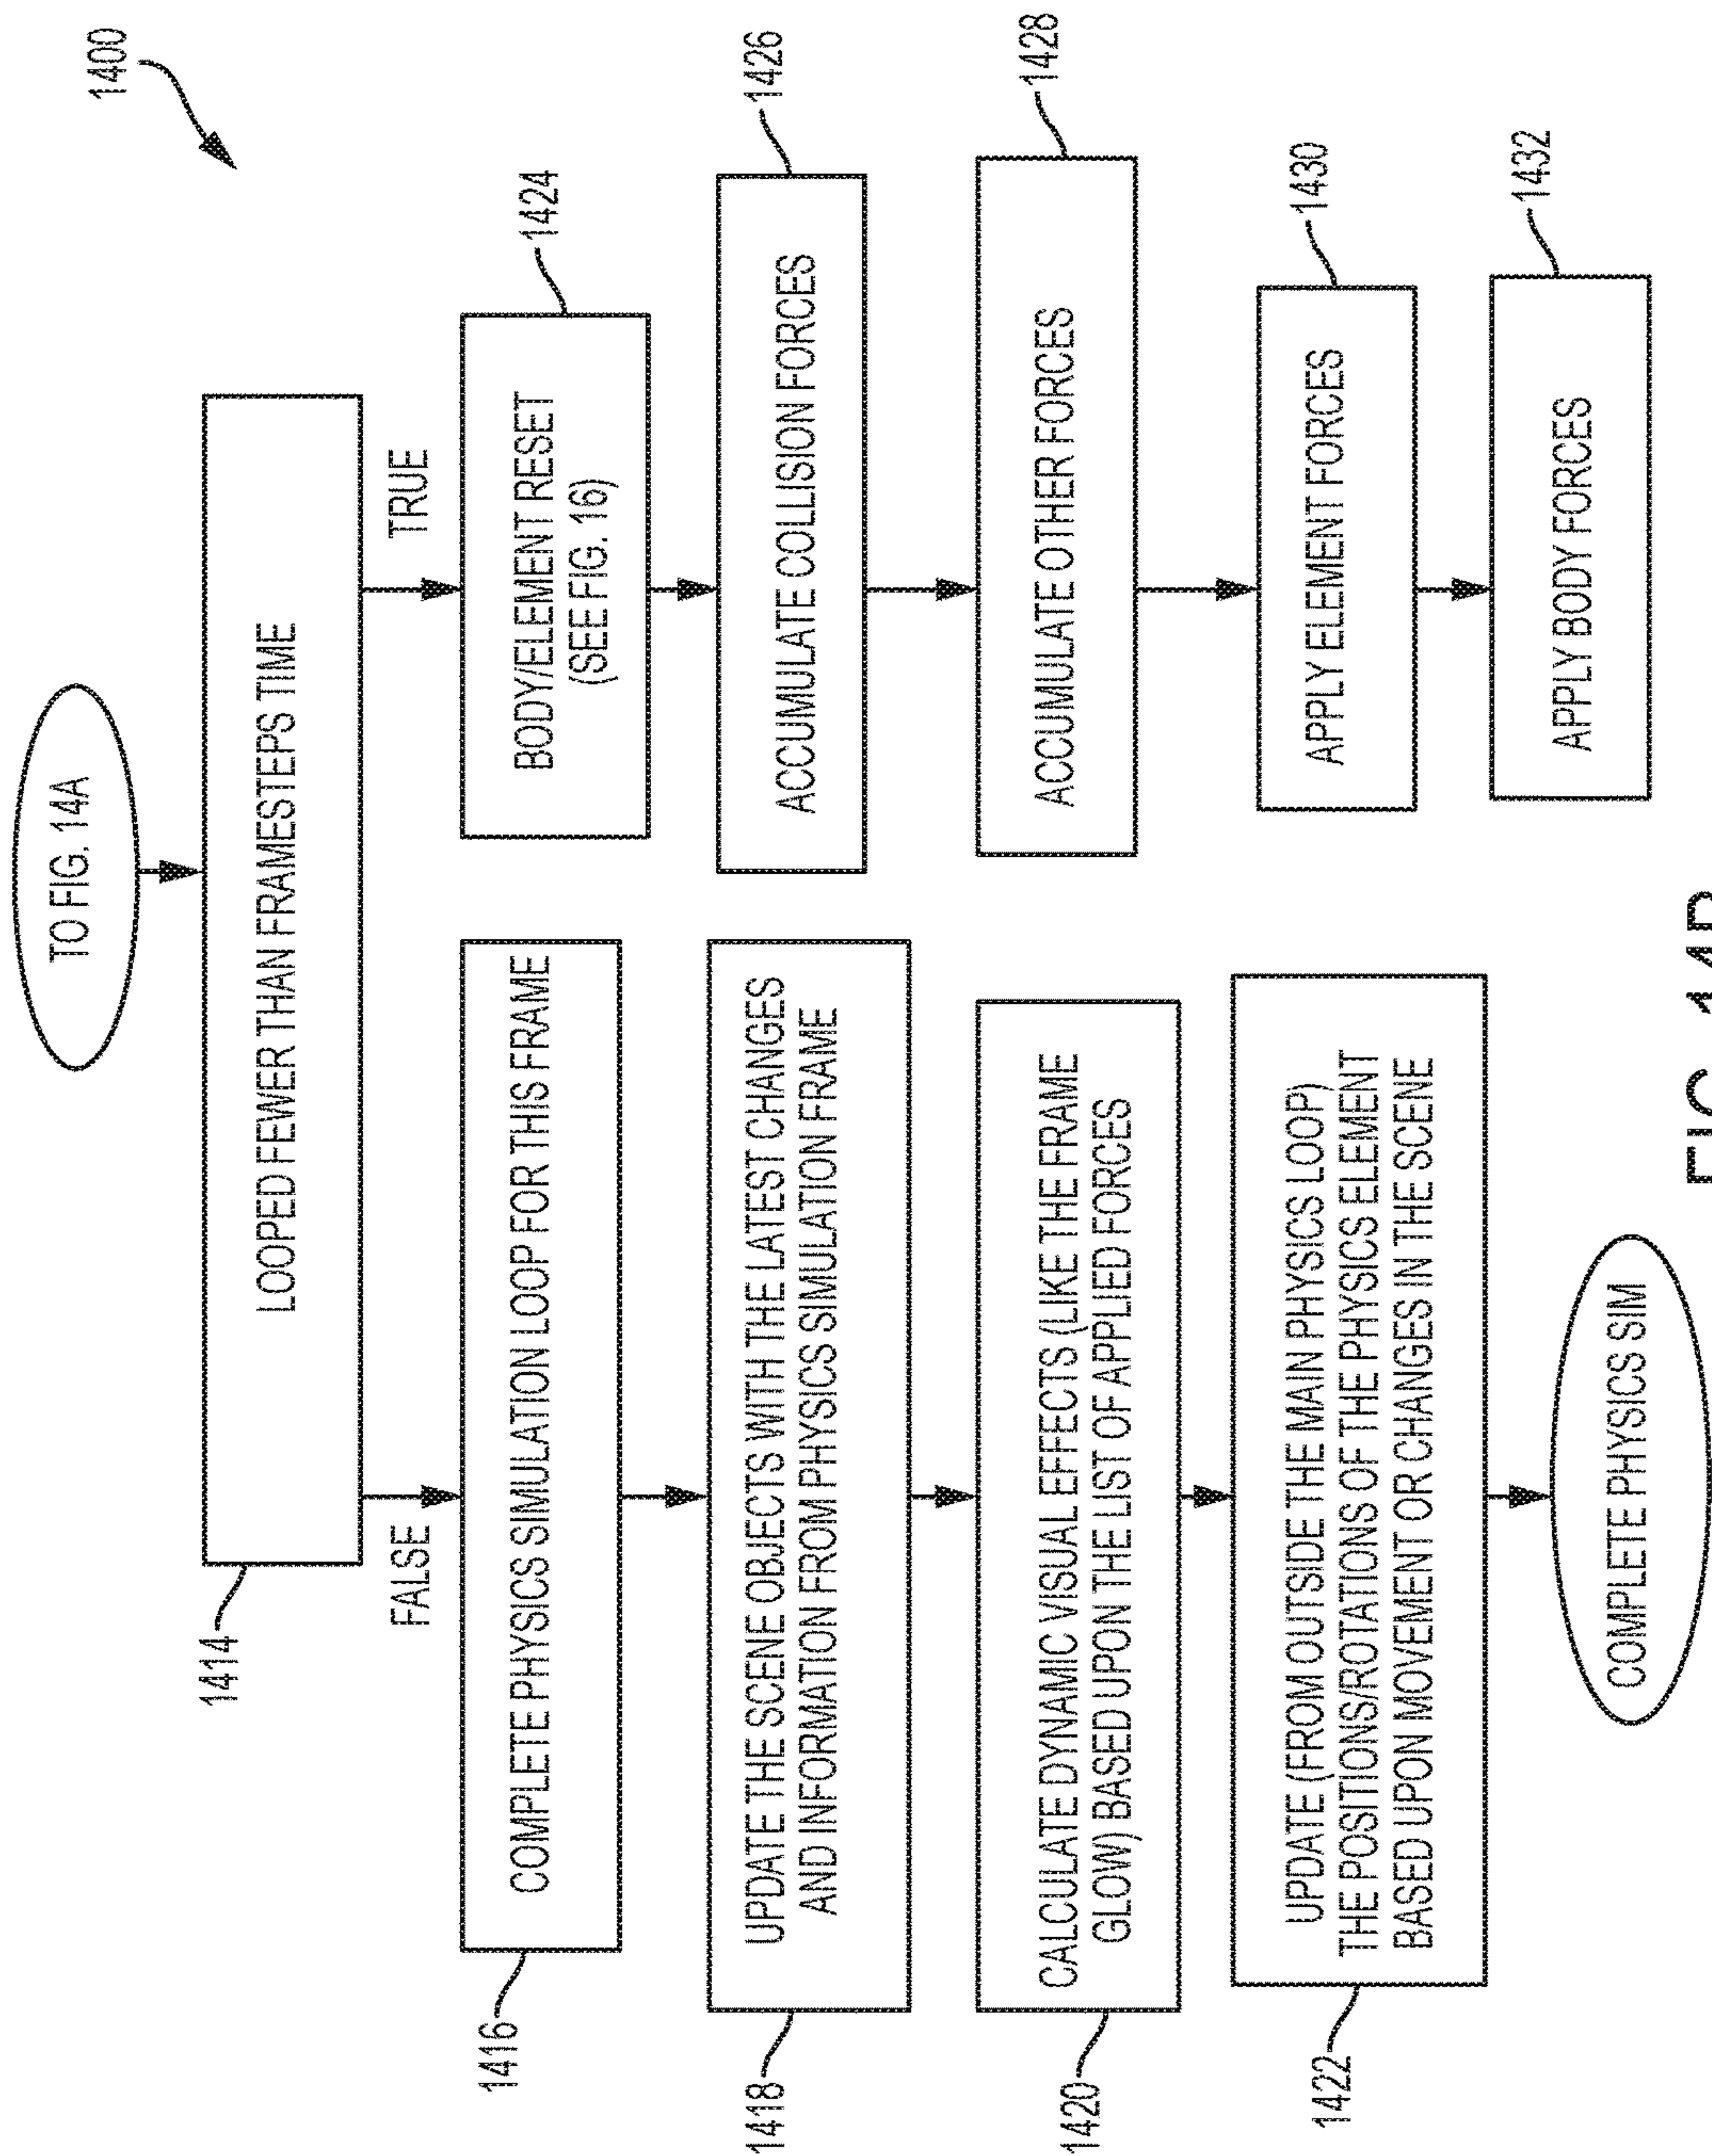 1400
TO FIG. 14A
1414
LOOPED FEWER THAN FRAMESTEPS TIME
FALSE
TRUE
1416
COMPLETE PHYSICS SIMULATION LOOP FOR THIS FRAME
1418
UPDATE THE SCENE OBJECTS WITH THE LATEST CHANGES
AND INFORMATION FROM PHYSICS SIMULATION FRAME
1420
CALCULATE DYNAMIC VISUAL EFFECTS (LIKE THE FRAME
GLOW) BASED UPON THE LIST OF APPLIED FORCES
1422
UPDATE (FROM OUTSIDE THE MAIN PHYSICS LOOP)
THE POSITIONS/ROTATIONS OF THE PHYSICS ELEMENT
BASED UPON MOVEMENT OR CHANGES IN THE SCENE
COMPLETE PHYSICS SIM
1424
BODY/ELEMENT RESET
(SEE FIG. 16)
1426
ACCUMULATE COLLISION FORCES
1428
ACCUMULATE OTHER FORCES
1430
APPLY ELEMENT FORCES
1432
APPLY BODY FORCES
FIG. 14B